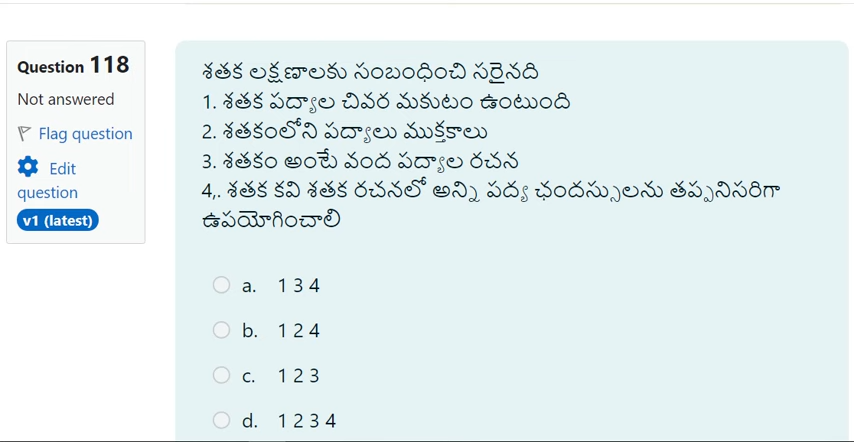 Question 118
Not answered
Flag question
Edit
question
v1 (latest)
శతక లక్షణాలకు సంబంధించి సరైనది
1. శతక పద్యాల చివర మకుటం ఉంటుంది
2. శతకంలోని పద్యాలు ముక్తకాలు
3. శతకం అంటే వంద పద్యాల రచన
4,. శతక కవి శతక రచనలో అన్ని పద్య ఛందస్సులను తప్పనిసరిగా
ఉపయోగించాలి
a. 1 3 4
b. 1 2 4
c. 1 2 3
d. 1 2 3 4